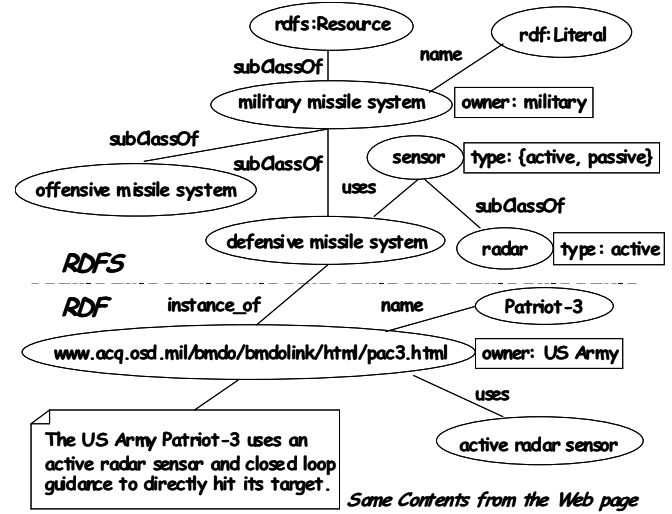 rdfs:Resource
rdf:Literal
name
subClassOf
military missile system
owner: military
subClassOf
subClassOf
sensor
type: {active, passive}
offensive missile system
uses
subClassOf
defensive missile system
radar
type: active
RDFS
RDF
instance_of
name
Patriot-3
www.acq.osd.mil/bmdo/bmdolink/html/pac3.html
owner: US Army
uses
The US Army Patriot-3 uses an
active radar sensar and closed loop
guidance to directly hit its target.
active radar sensor
Same Contents from the Web page